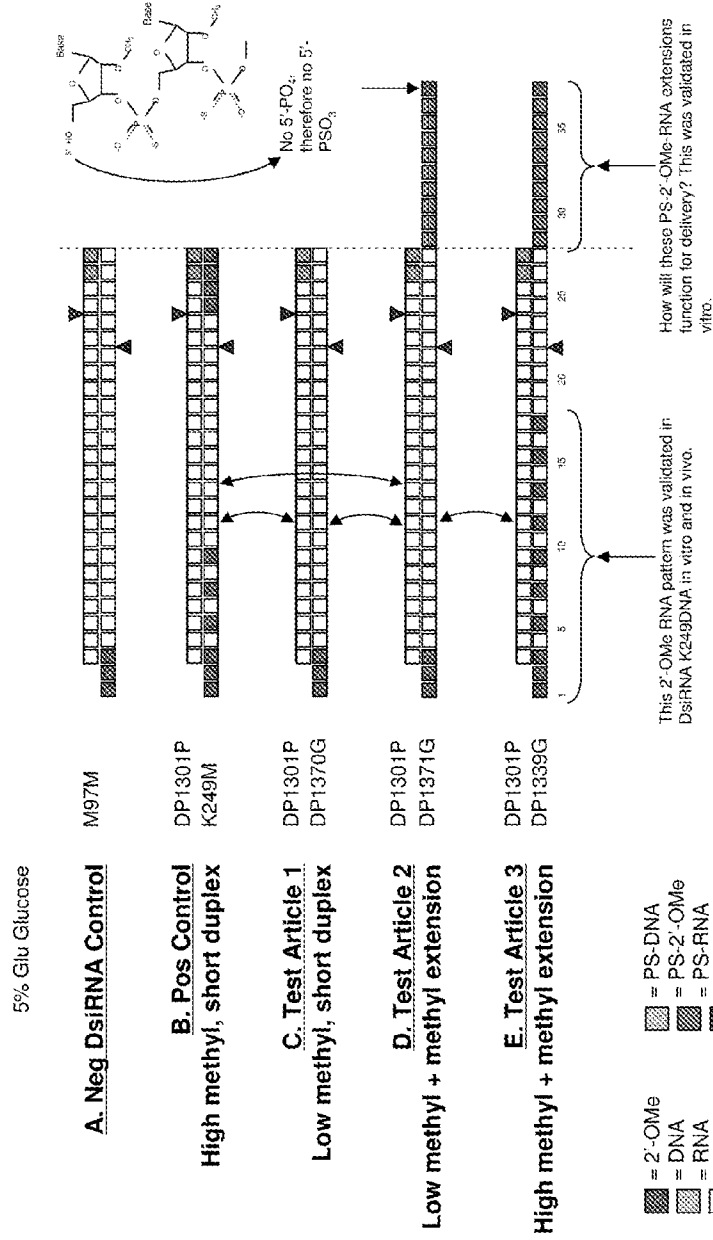 5% Glu Glucose
A. Neg DsiRNA Control
M97M
B. Pos Control
High methyl, short duplex
DP1301P
K249M
C. Test Article 1
Low methyl, short duplex
DP1301P
DP1370G
D. Test Article 2
Low methyl + methyl extension
DP1301P
DP1371G
E. Test Article 3
High methyl + methyl extension
DP1301P
DP1339G
Base
Base
No 5'-PO₄,
therefore no 5'-
PSO₃
1
5
10
15
20
25
30
35
This 2'-OMe RNA pattern was validated in
DsiRNA K249DNA in vitro and in vivo.
How will these PS-2'-OMe-RNA extensions
function for delivery? This was validated in
vitro.
= 2'-OMe
= DNA
= RNA
= PS-DNA
= PS-2'-OMe
= PS-RNA